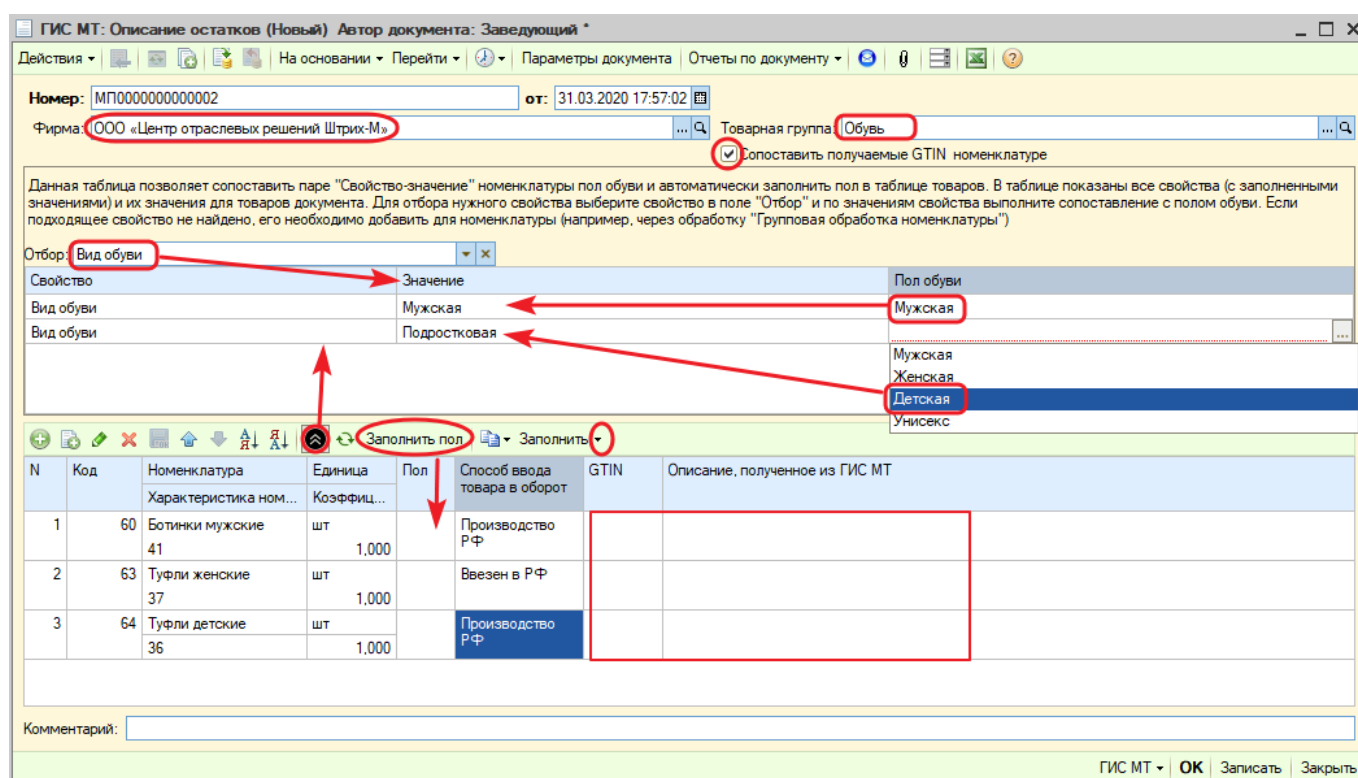 ГИС МТ: Описание остатков (Новый) Автор документа: Заведующий *
Действия На основании Перейти Параметры документа Отчеты по документу
Номер: МП0000000000002 от: 31.03.2020 17:57:02
Фирма: ООО «Центр отраслевых решений Штрих-М» ... Товарная группа: Обувь ...
Сопоставить получаемые GTIN номенклатуре
Данная таблица позволяет сопоставить паре "Свойство-значение" номенклатуры пол обуви и автоматически заполнить пол в таблице товаров. В таблице показаны все свойства (с заполненными
значениями) и их значения для товаров документа. Для отбора нужного свойства выберите свойство в поле "Отбор" и по значениям свойства выполните сопоставление с полом обуви. Если
подходящее свойство не найдено, его необходимо добавить для номенклатуры (например, через обработку "Групповая обработка номенклатуры")
Отбор: Вид обуви
Свойство Значение Пол обуви
Вид обуви Мужская Мужская
Вид обуви Подростковая ...
Мужская
Женская
Детская
Унисекс
Заполнить пол Заполнить
N Код Номенклатура Единица Пол Способ ввода GTIN Описание, полученное из ГИС МТ
товара в оборот
Характеристика ном... Коэффиц...
1 60 Ботинки мужские шт Производство
РФ
41 1,000
2 63 Туфли женские шт Ввезен в РФ
37 1,000
3 64 Туфли детские шт Производство
РФ
36 1,000
Комментарий:
ГИС МТ ОК Записать Закрыть